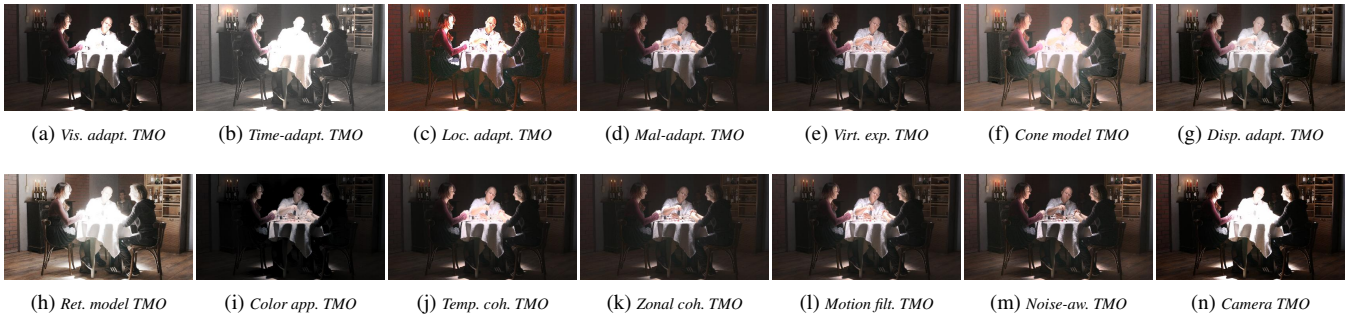 (a) Vis. adapt. TMO (b) Time-adapt. TMO (c) Loc. adapt. TMO (d) Mal-adapt. TMO (e) Virt. exp. TMO (f) Cone model TMO (g) Disp. adapt. TMO
(h) Ret. model TMO (i) Color app. TMO (j) Temp. coh. TMO (k) Zonal coh. TMO (l) Motion filt. TMO (m) Noise-aw. TMO (n) Camera TMO